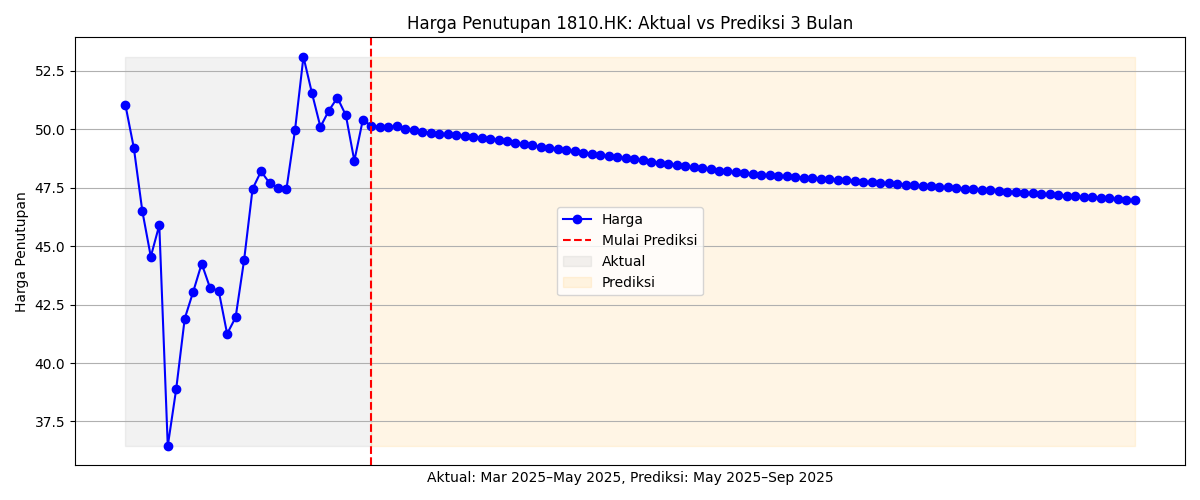 Harga Penutupan 1810.HK: Aktual vs Prediksi 3 Bulan
Harga Penutupan
52.5
50.0
47.5
45.0
42.5
40.0
37.5
Harga
Mulai Prediksi
Aktual
Prediksi
Aktual: Mar 2025–May 2025, Prediksi: May 2025–Sep 2025